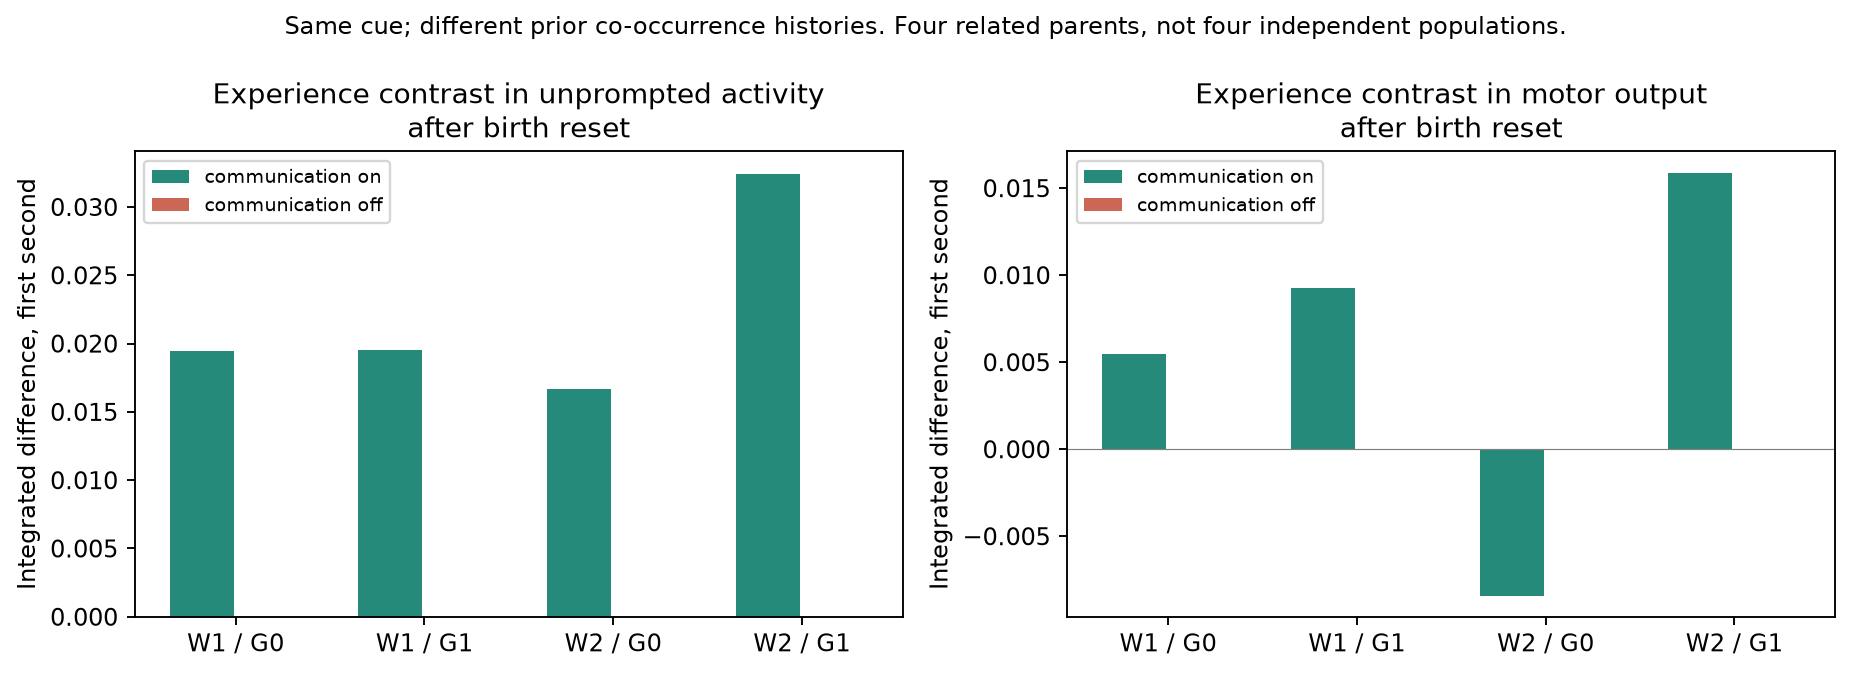 Same cue; different prior co-occurrence histories. Four related parents, not four independent populations.
Experience contrast in unprompted activity
after birth reset
communication on
communication off
Integrated difference, first second
0.030
0.025
0.020
0.015
0.010
0.005
0.000
W1 / G0
W1 / G1
W2 / G0
W2 / G1
Experience contrast in motor output
after birth reset
communication on
communication off
Integrated difference, first second
0.015
0.010
0.005
0.000
−0.005
W1 / G0
W1 / G1
W2 / G0
W2 / G1